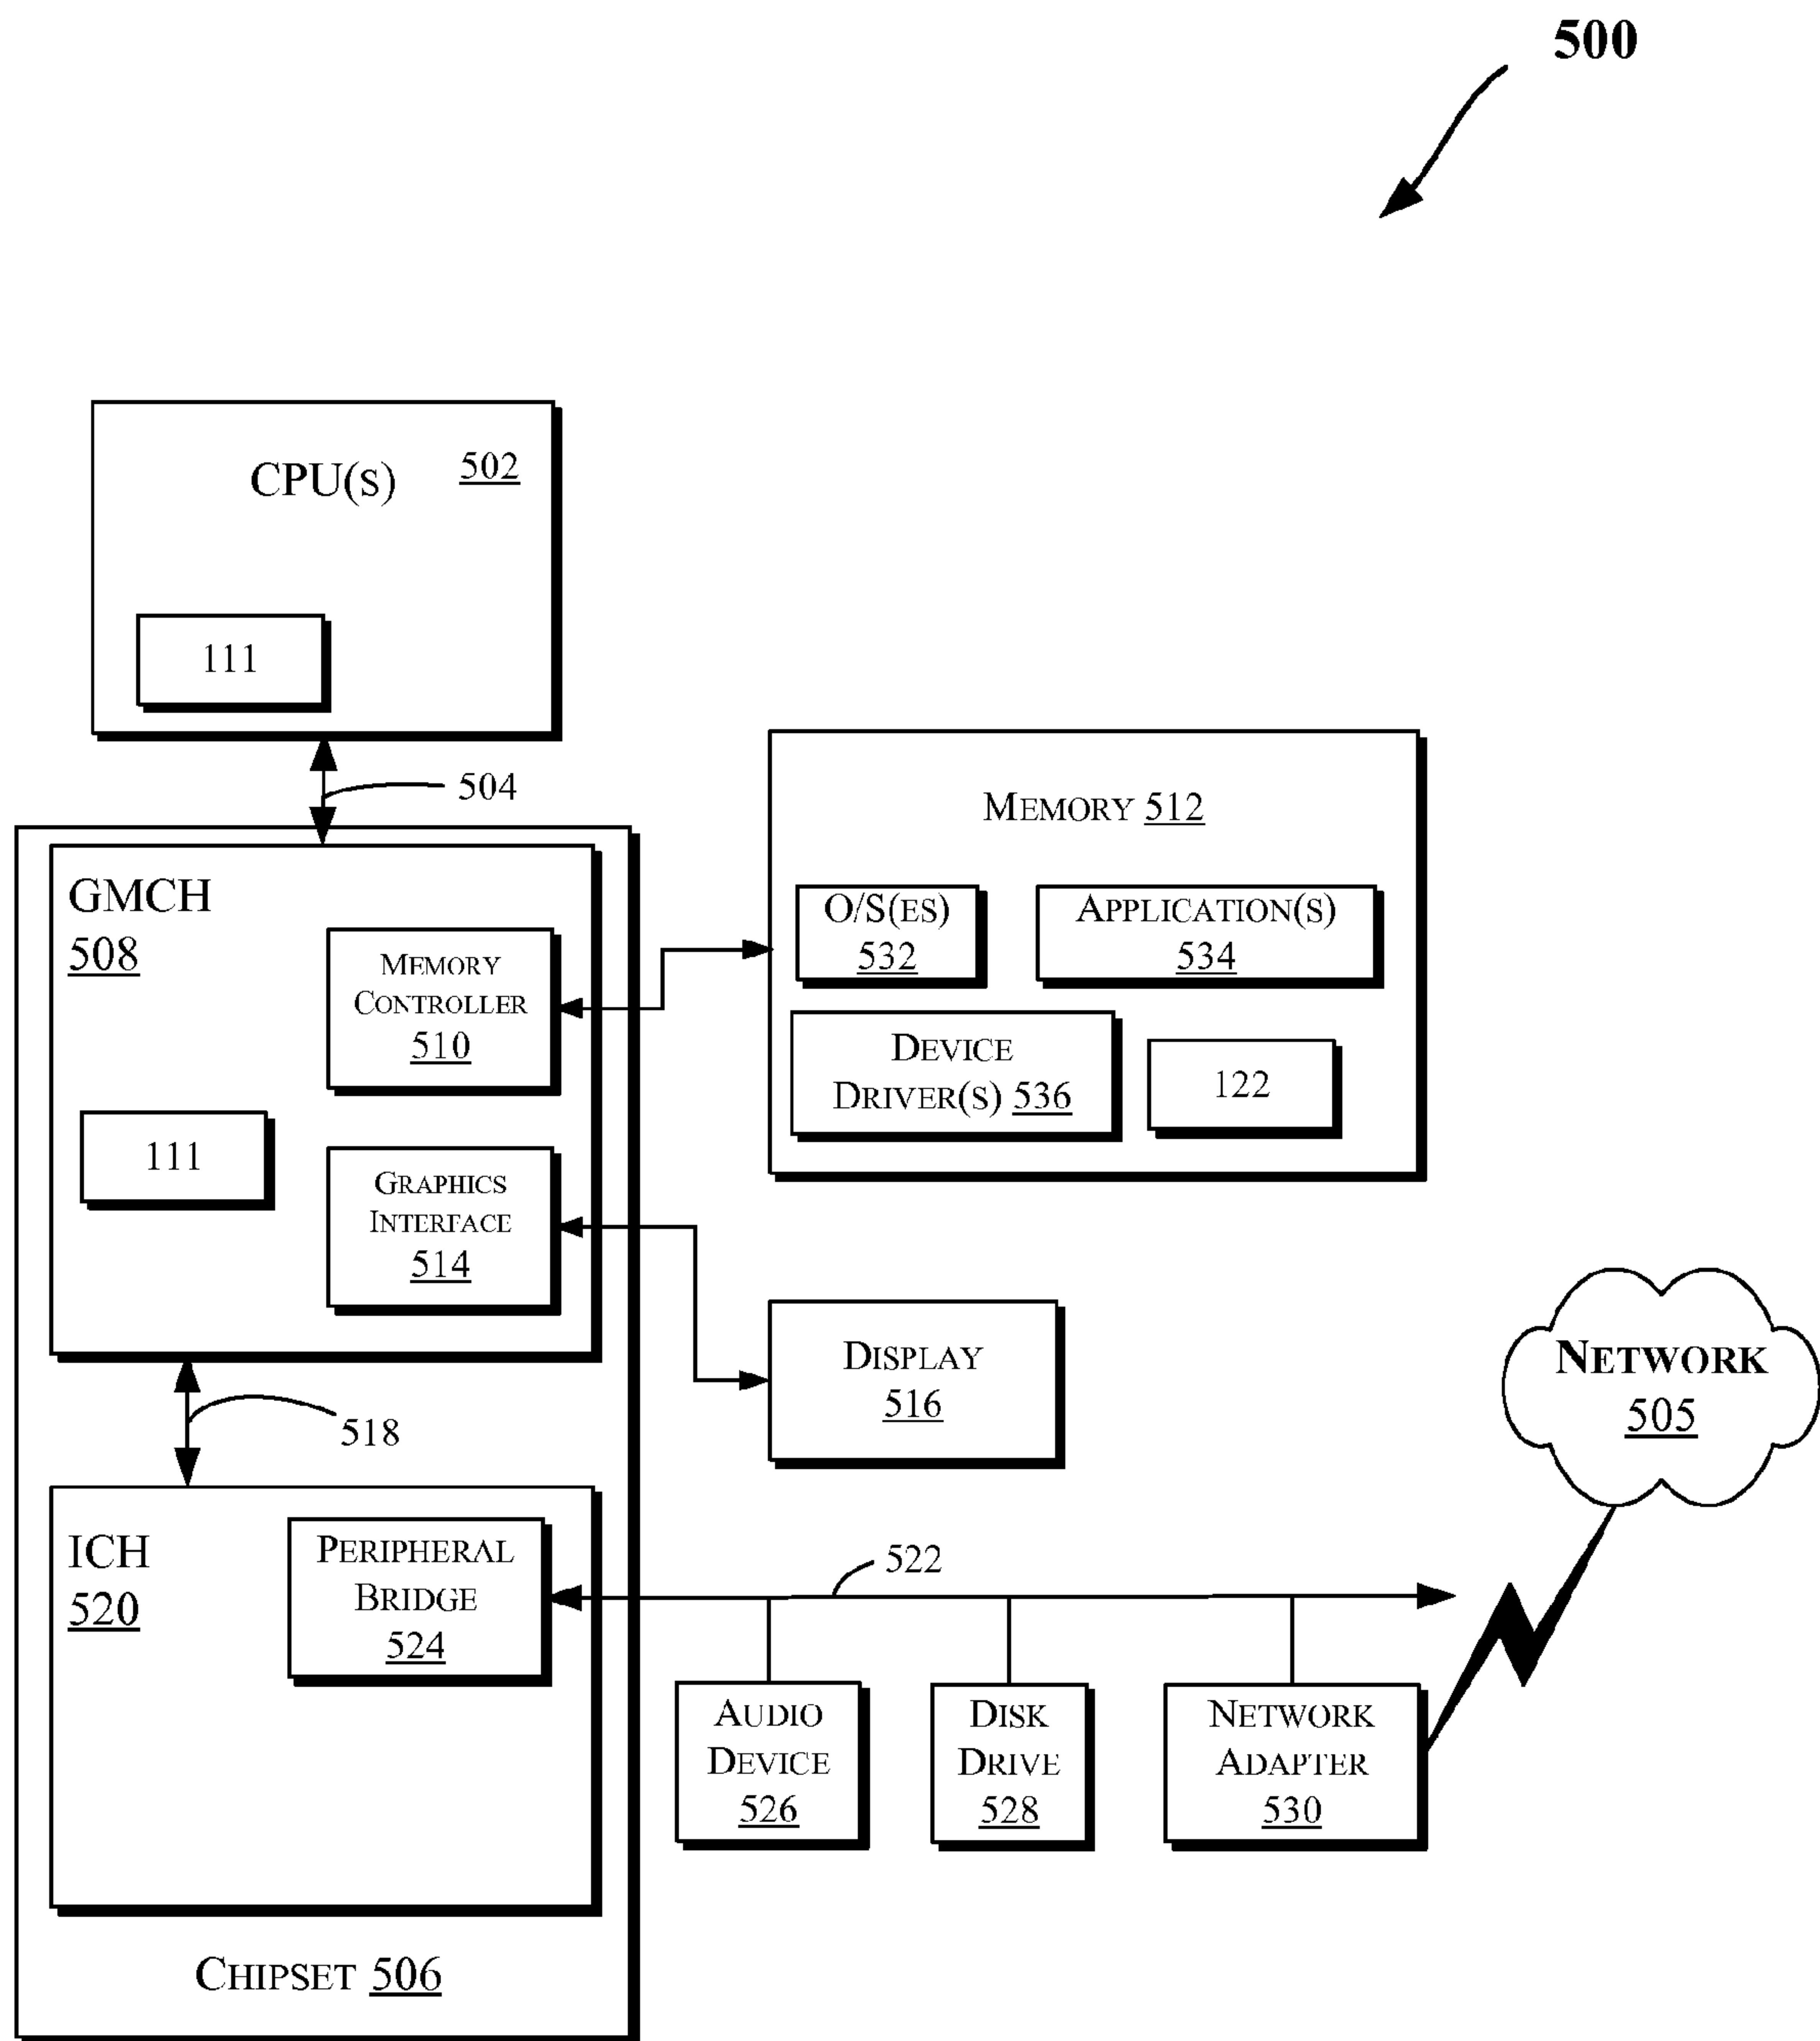 500
CPU(S) 502
111
504
GMCH
508
MEMORY
CONTROLLER
510
111
GRAPHICS
INTERFACE
514
MEMORY 512
O/S(ES)
532
APPLICATION(S)
534
DEVICE
DRIVER(S) 536
122
DISPLAY
516
NETWORK
505
518
ICH
520
PERIPHERAL
BRIDGE
524
522
AUDIO
DEVICE
526
DISK
DRIVE
528
NETWORK
ADAPTER
530
CHIPSET 506